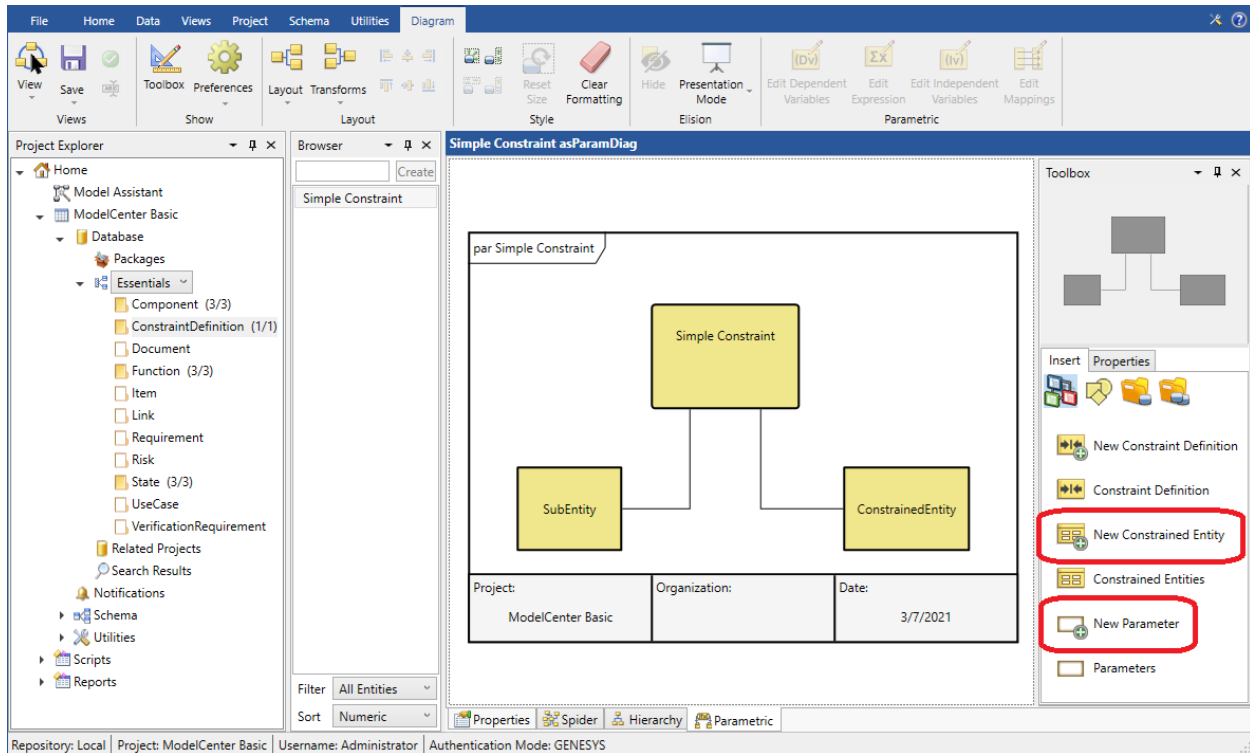 File Home Data Views Project Schema Utilities Diagram
View Save Toolbox Preferences Layout Transforms Reset Size Clear Formatting Hide Presentation Mode (DV) Edit Dependent Variables Σx Edit Expression (IV) Edit Independent Variables Edit Mappings
Views Show Layout Style Elision Parametric
Project Explorer
Home
Model Assistant
ModelCenter Basic
Database
Packages
Essentials
Component (3/3)
ConstraintDefinition (1/1)
Document
Function (3/3)
Item
Link
Requirement
Risk
State (3/3)
UseCase
VerificationRequirement
Related Projects
Search Results
Notifications
Schema
Utilities
Scripts
Reports
Browser
Create
Simple Constraint
Filter All Entities
Sort Numeric
Simple Constraint asParamDiag
par Simple Constraint
Simple Constraint
SubEntity
ConstrainedEntity
Project: Organization: Date:
ModelCenter Basic 3/7/2021
Properties Spider Hierarchy Parametric
Toolbox
Insert Properties
New Constraint Definition
Constraint Definition
New Constrained Entity
Constrained Entities
New Parameter
Parameters
Repository: Local Project: ModelCenter Basic Username: Administrator Authentication Mode: GENESYS